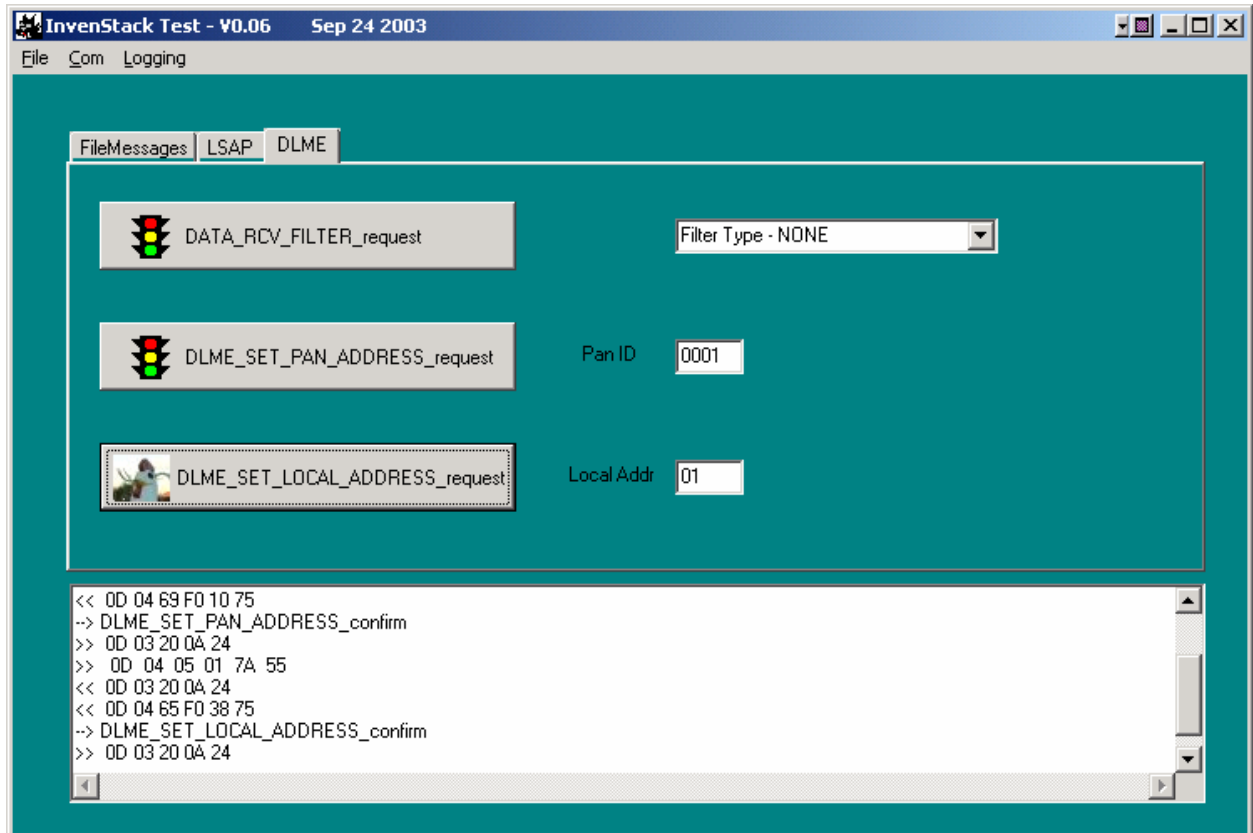 InvenStack Test - V0.06 Sep 24 2003
File Com Logging
FileMessages LSAP DLME
DATA_RCV_FILTER_request Filter Type - NONE
DLME_SET_PAN_ADDRESS_request Pan ID 0001
DLME_SET_LOCAL_ADDRESS_request Local Addr 01
<< 0D 04 69 F0 10 75
--> DLME_SET_PAN_ADDRESS_confirm
>> 0D 03 20 0A 24
>> 0D 04 05 01 7A 55
<< 0D 03 20 0A 24
<< 0D 04 65 F0 38 75
--> DLME_SET_LOCAL_ADDRESS_confirm
>> 0D 03 20 0A 24